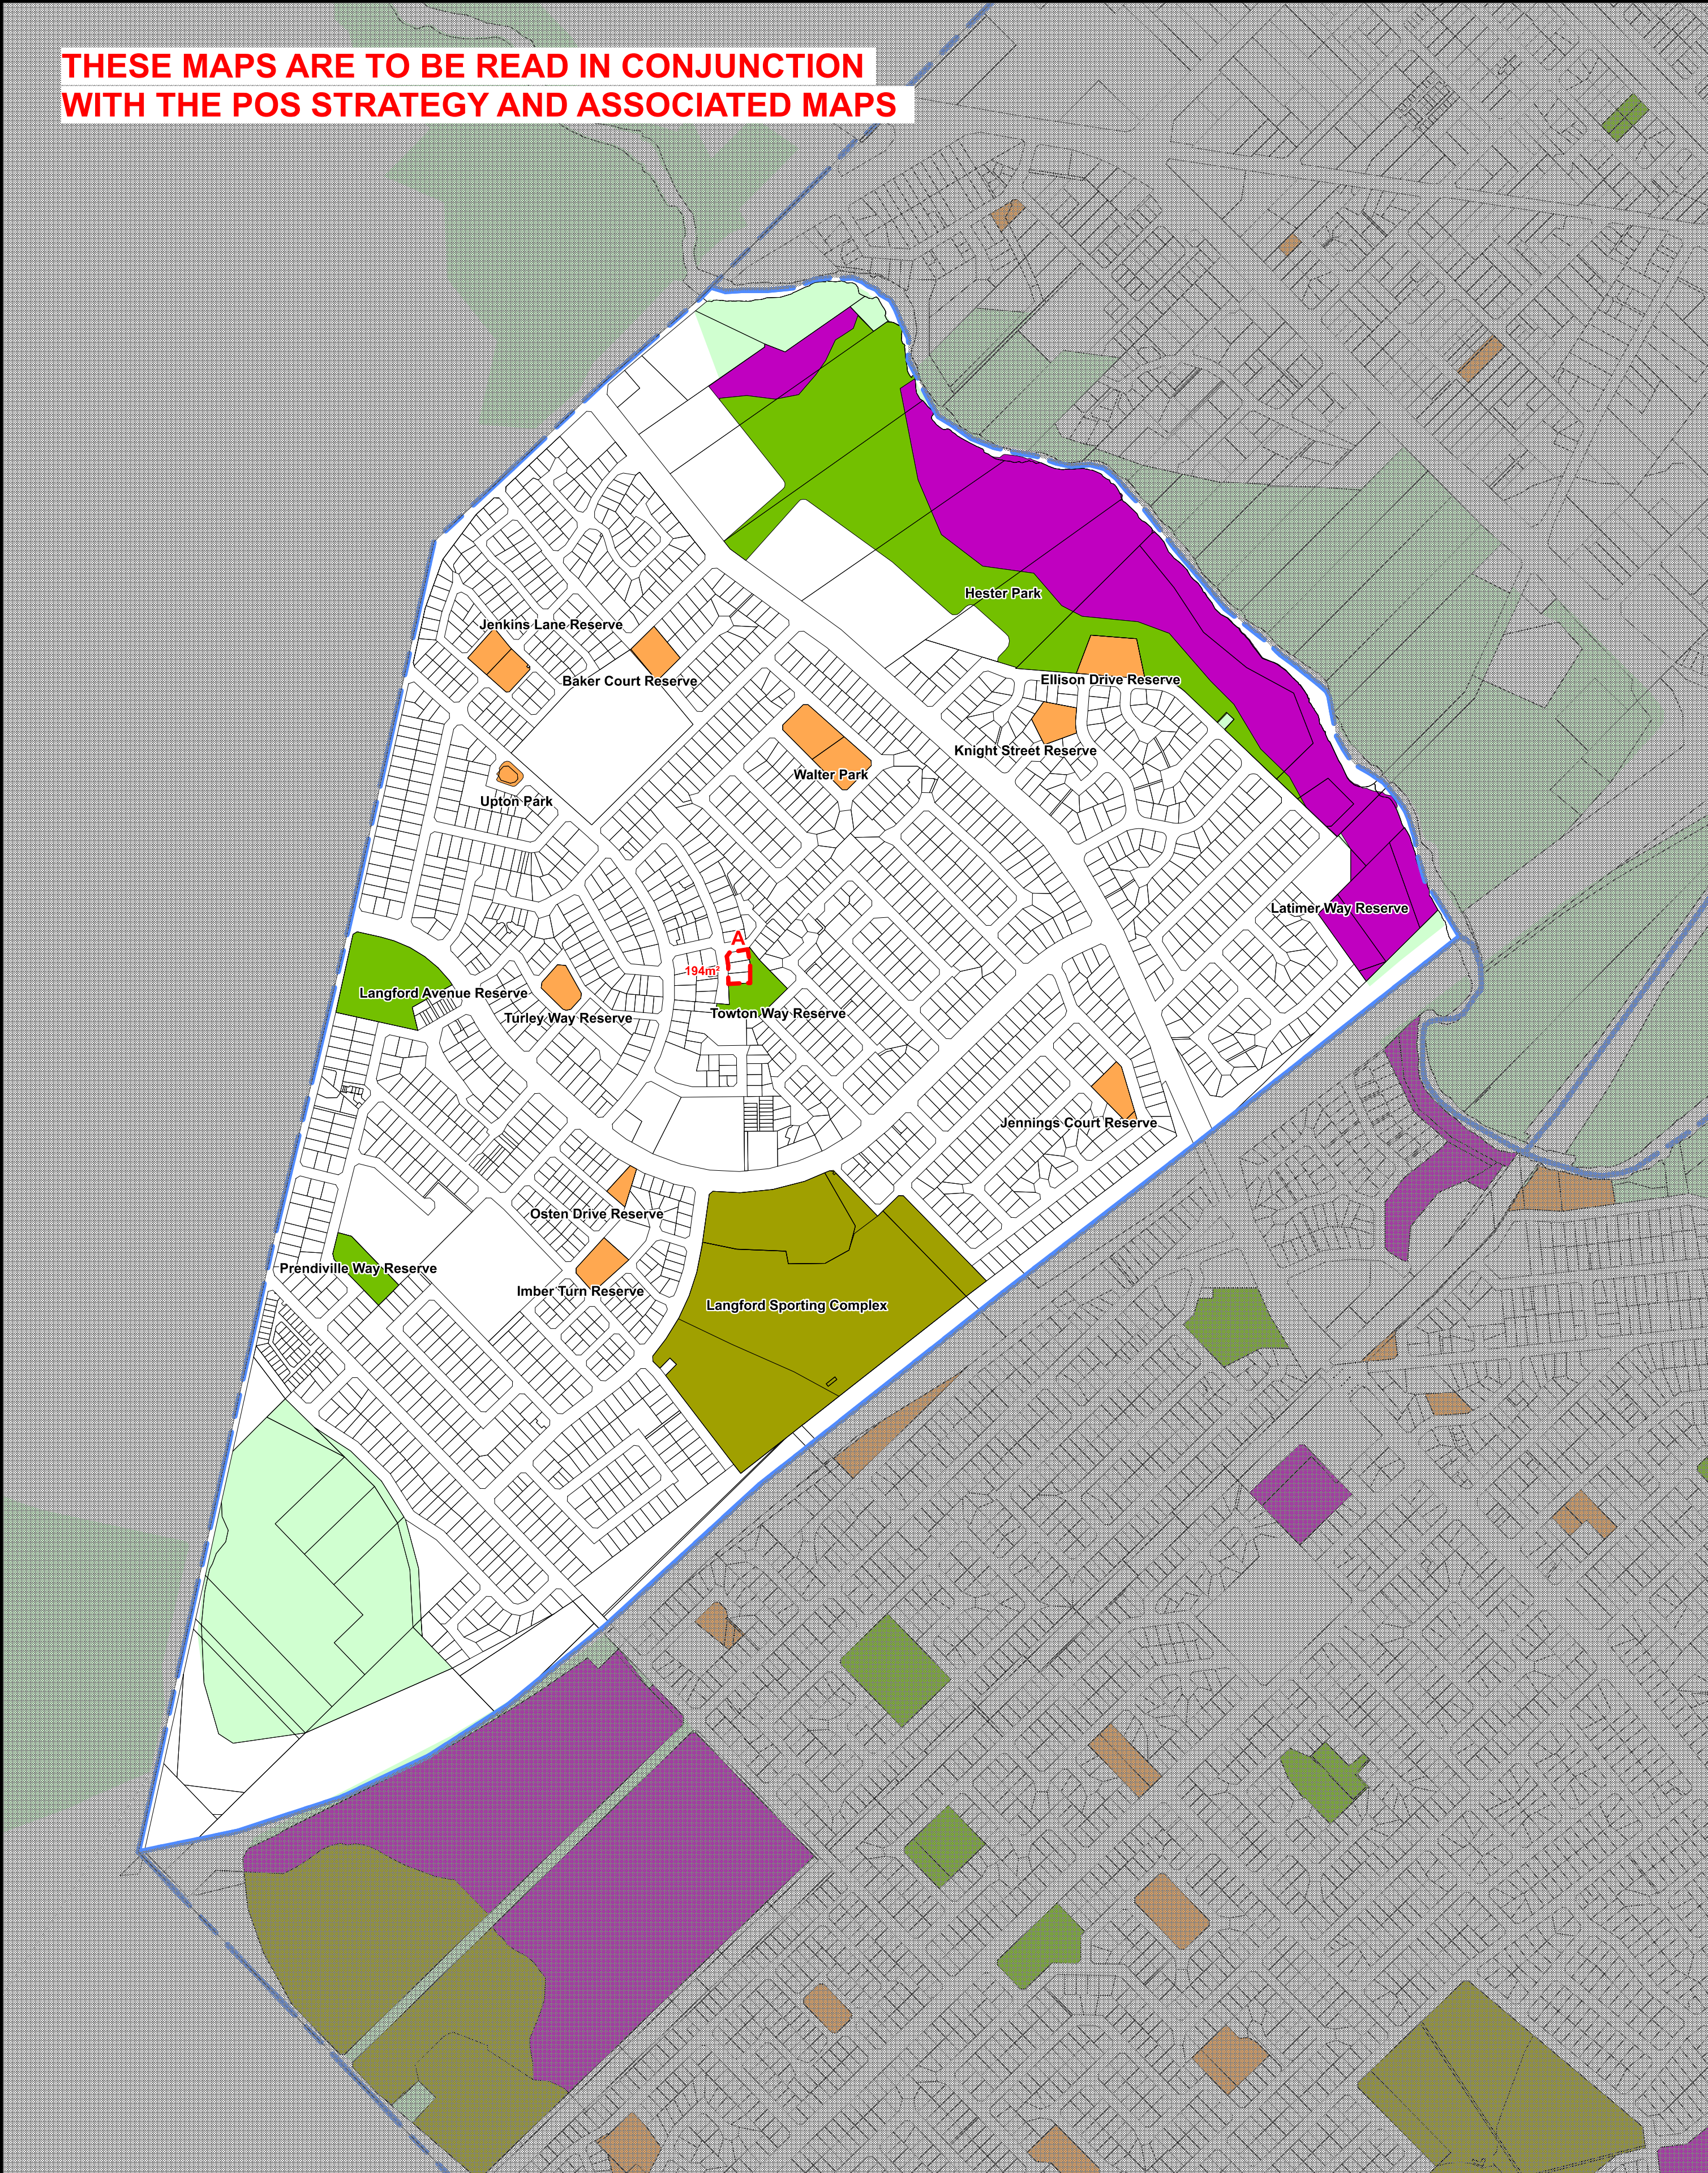 THESE MAPS ARE TO BE READ IN CONJUNCTION
WITH THE POS STRATEGY AND ASSOCIATED MAPS
Hester Park
Jenkins Lane Reserve
Baker Court Reserve
Ellison Drive Reserve
Knight Street Reserve
Walter Park
Upton Park
Latimer Way Reserve
A
194m²
Langford Avenue Reserve
Towton Way Reserve
Turley Way Reserve
Jennings Court Reserve
Osten Drive Reserve
Prendiville Way Reserve
Imber Turn Reserve
Langford Sporting Complex